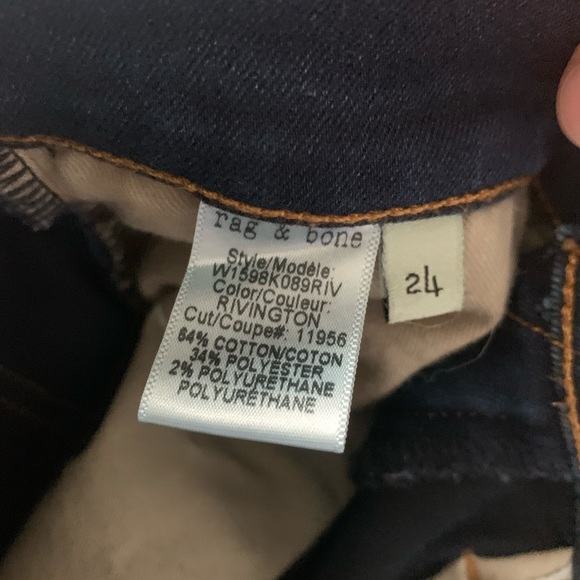 rag & bone
Style/Modèle:
W1598K089RIV
Color/Couleur:
RIVINGTON
Cut/Coupe#: 11956
64% COTTON/COTON
34% POLYESTER
2% POLYURETHANE
POLYURÉTHANE
24